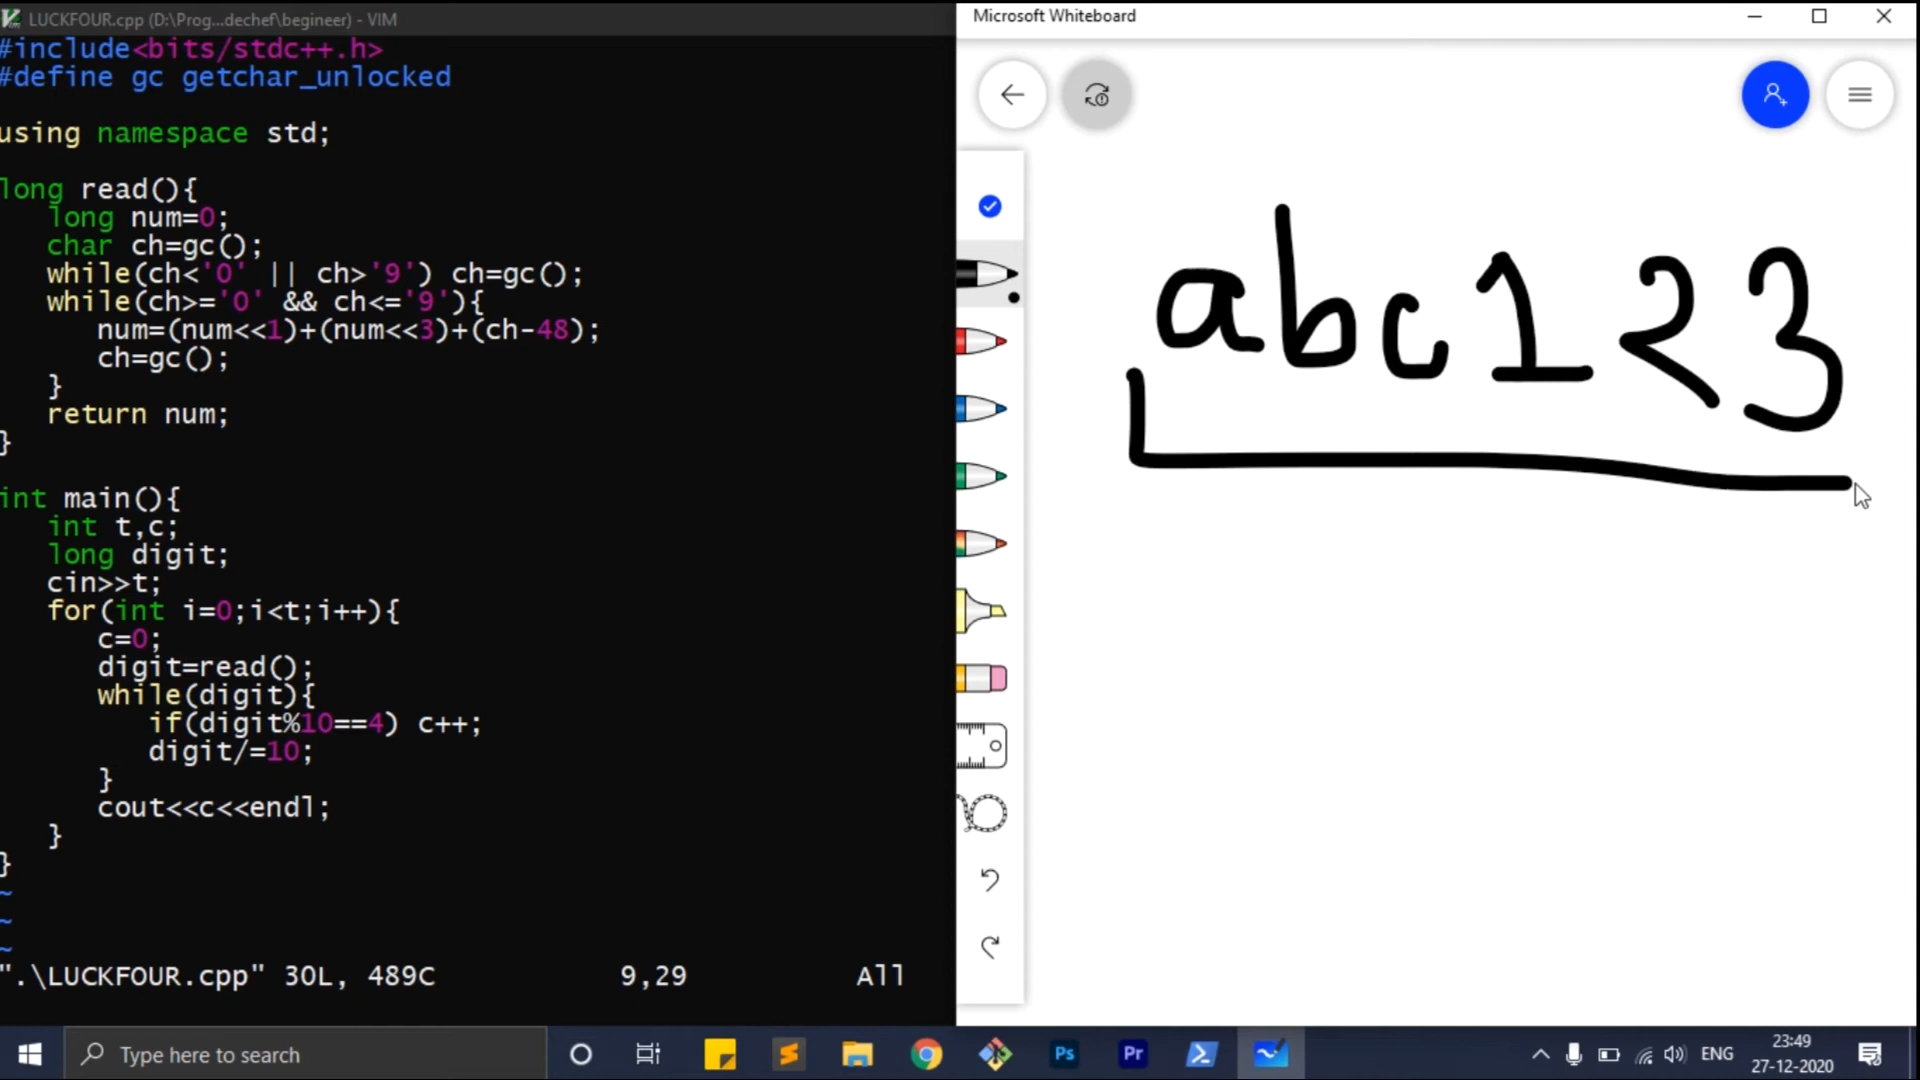 LUCKFOUR.cpp (D:\Prog...dechef\begineer) - VIM
#include<bits/stdc++.h>
#define gc getchar_unlocked
using namespace std;
long read(){
long num=0;
char ch=gc();
while(ch<'0' || ch>'9') ch=gc();
while(ch>='0' && ch<='9'){
num=(num<<1)+(num<<3)+(ch-48);
ch=gc();
}
return num;
}
int main(){
int t,c;
long digit;
cin>>t;
for(int i=0;i<t;i++){
c=0;
digit=read();
while(digit){
if(digit%10==4) c++;
digit/=10;
}
cout<<c<<endl;
}
}
~
~
~
".\LUCKFOUR.cpp" 30L, 489C 9,29 All
Microsoft Whiteboard
abc123
Type here to search
Ps
Pr
ENG
23:49
27-12-2020